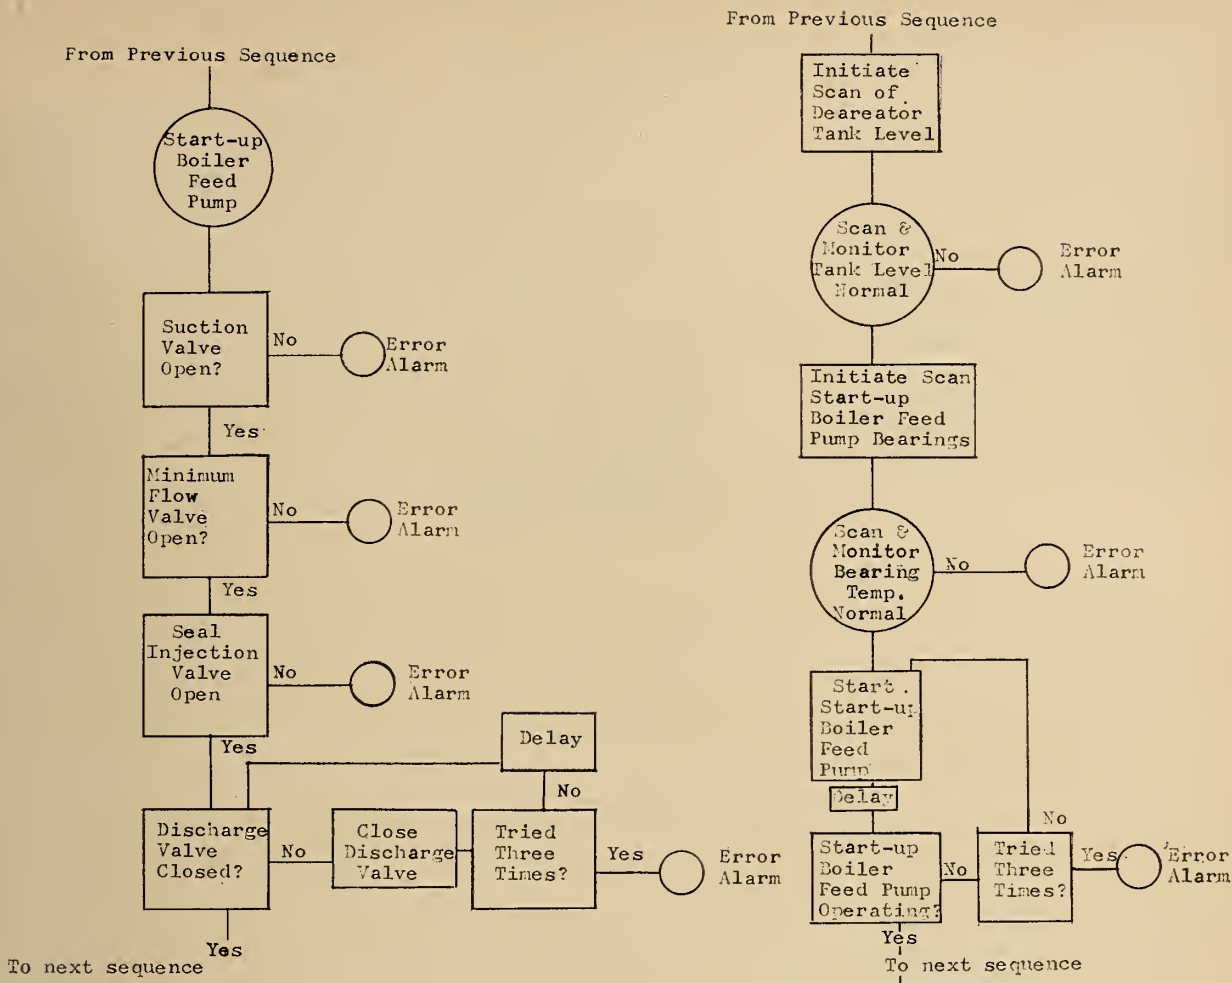 From Previous Sequence
Start-up
Boiler
Feed
Pump
Suction
Valve
Open?
No
Error
Alarm
Yes
Minimum
Flow
Valve
Open?
No
Error
Alarm
Yes
Seal
Injection
Valve
Open
No
Error
Alarm
Yes
Delay
No
Discharge
Valve
Closed?
No
Close
Discharge
Valve
Tried
Three
Times?
Yes
Error
Alarm
Yes
To next sequence
From Previous Sequence
Initiate
Scan of
Deareator
Tank Level
Scan &
Monitor
Tank Level
Normal
No
Error
Alarm
Initiate Scan
Start-up
Boiler Feed
Pump Bearings
Scan &
Monitor
Bearing
Temp.
Normal
No
Error
Alarm
Start
Start-up
Boiler
Feed
Pump
Delay
No
Start-up
Boiler
Feed Pump
Operating?
No
Tried
Three
Times?
Yes
Error
Alarm
Yes
To next sequence